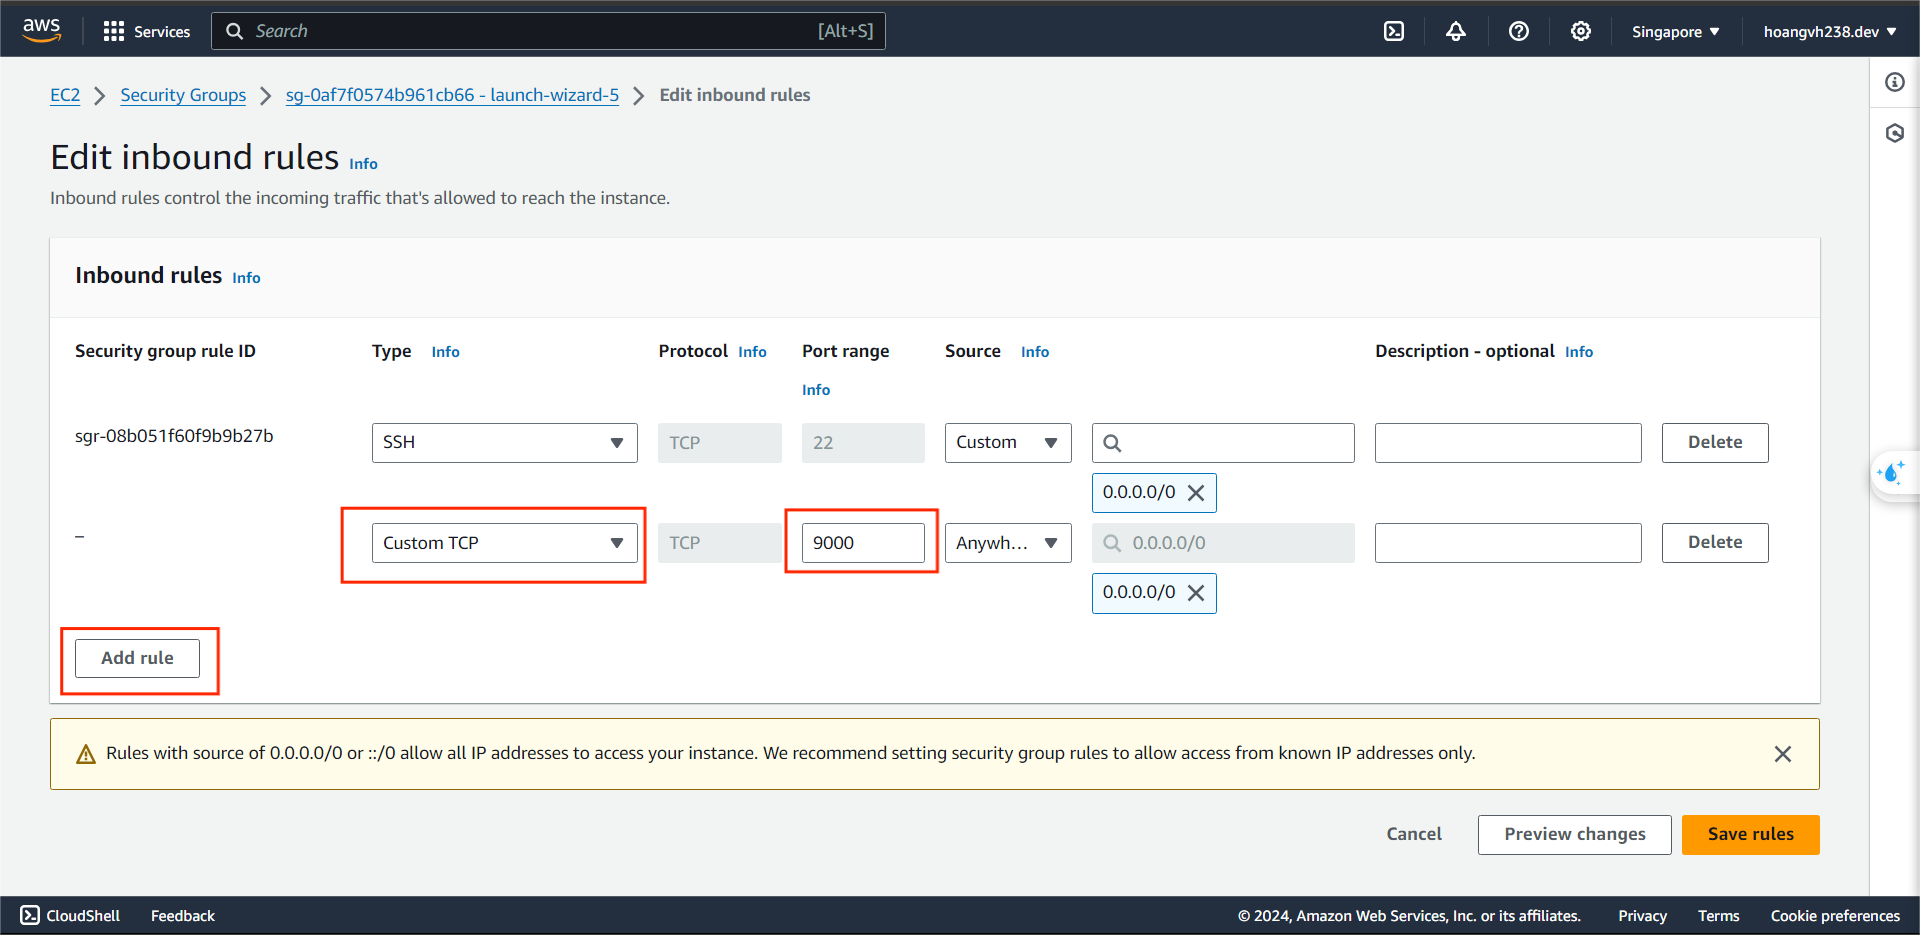 aws
Services
Search [Alt+S]
Singapore
hoangvh238.dev
EC2 Security Groups sg-0af7f0574b961cb66 - launch-wizard-5 Edit inbound rules
Edit inbound rules Info
Inbound rules control the incoming traffic that's allowed to reach the instance.
Inbound rules Info
Security group rule ID Type Info Protocol Info Port range Source Info Description - optional Info
Info
sgr-08b051f60f9b9b27b SSH TCP 22 Custom Delete
0.0.0.0/0
– Custom TCP TCP 9000 Anywh... 0.0.0.0/0 Delete
0.0.0.0/0
Add rule
Rules with source of 0.0.0.0/0 or ::/0 allow all IP addresses to access your instance. We recommend setting security group rules to allow access from known IP addresses only.
Cancel Preview changes Save rules
CloudShell Feedback © 2024, Amazon Web Services, Inc. or its affiliates. Privacy Terms Cookie preferences